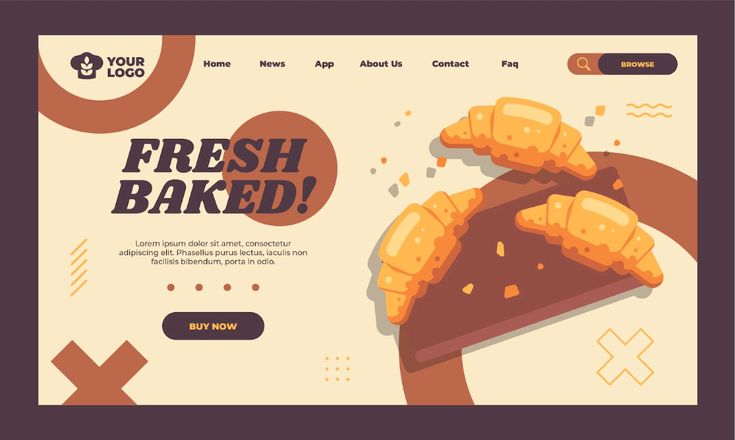 YOUR
LOGO
Home News App About Us Contact Faq
BROWSE
FRESH
BAKED!
Lorem ipsum dolor sit amet, consectetur
adipiscing elit. Phasellus purus lectus, iaculis non
facilisis bibendum, porta in odio.
BUY NOW